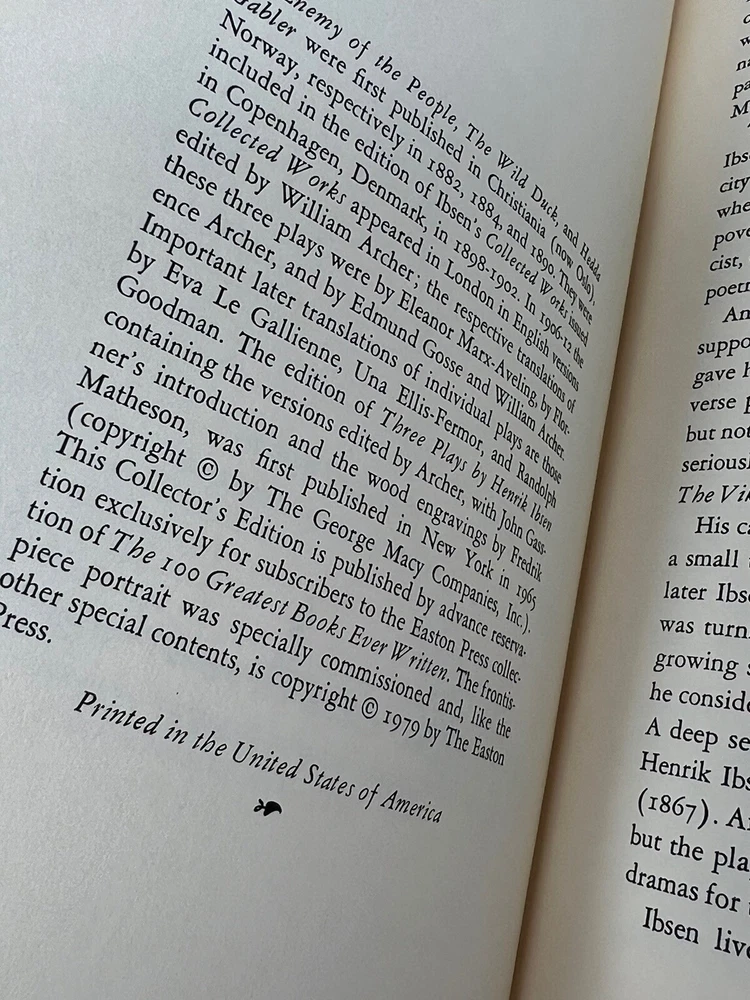 Enemy of the People, The Wild Duck, and Hedda
Gabler were first published in Christiania (now Oslo),
Norway, respectively in 1882, 1884, and 1890. They were
included in the edition of Ibsen's Collected Works issued
in Copenhagen, Denmark, in 1898-1902. In 1906-12 the
Collected Works appeared in London in English versions
edited by William Archer; the respective translations of
these three plays were by Eleanor Marx-Aveling, by Flor-
ence Archer, and by Edmund Gosse and William Archer.
Important later translations of individual plays are those
by Eva Le Gallienne, Una Ellis-Fermor, and Randolph
Goodman. The edition of Three Plays by Henrik Ibsen
containing the versions edited by Archer, with John Gass-
ner's introduction and the wood engravings by Fredrik
Matheson, was first published in New York in 1965
(copyright © by The George Macy Companies, Inc.).
This Collector's Edition is published by advance reserva-
tion exclusively for subscribers to the Easton Press collec-
tion of The 100 Greatest Books Ever Written. The frontis-
piece portrait was specially commissioned and, like the
other special contents, is copyright © 1979 by The Easton
Press.
Printed in the United States of America
Ibs
city
whe
pove
cist,
poetr
An
suppo
gave h
verse p
but not
seriousl
The Vik
His ca
a small
later Ibs
was turn
growing s
he conside
A deep se
Henrik Ibs
(1867). A
but the pla
dramas for
Ibsen live